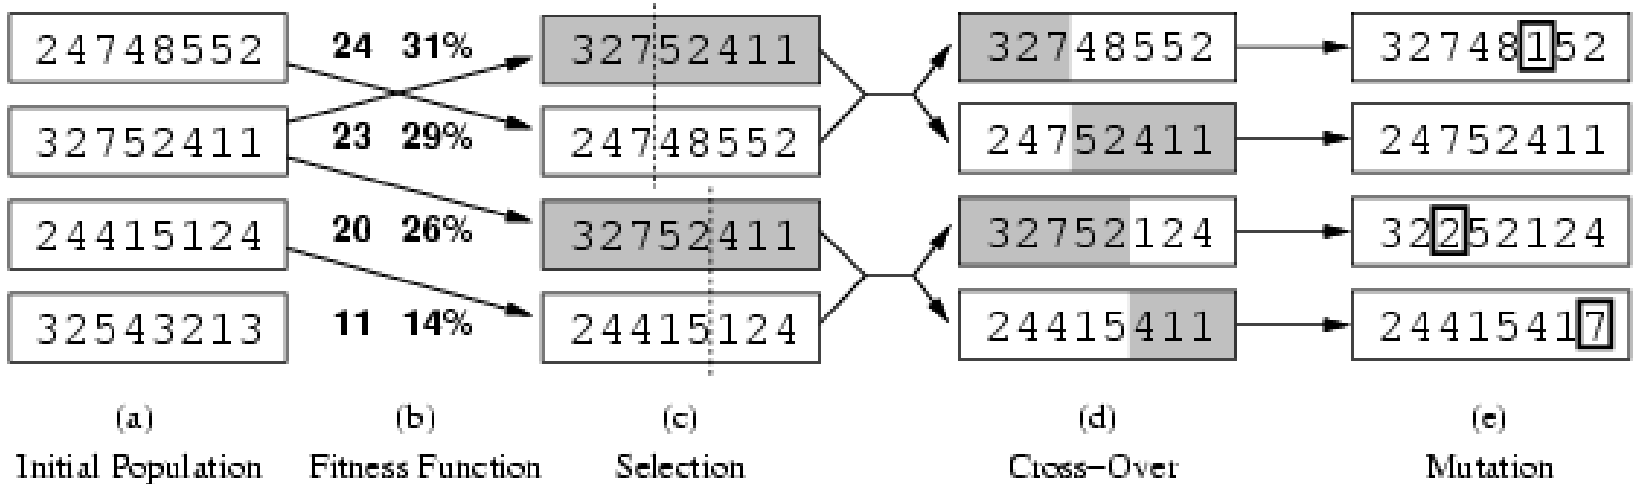 24748552 24 31% 32752411 32748552 32748152
32752411 23 29% 24748552 24752411 24752411
24415124 20 26% 32752411 32752124 32252124
32543213 11 14% 24415124 24415411 24415417
(a) (b) (c) (d) (e)
Initial Population Fitness Function Selection Cross–Over Mutation